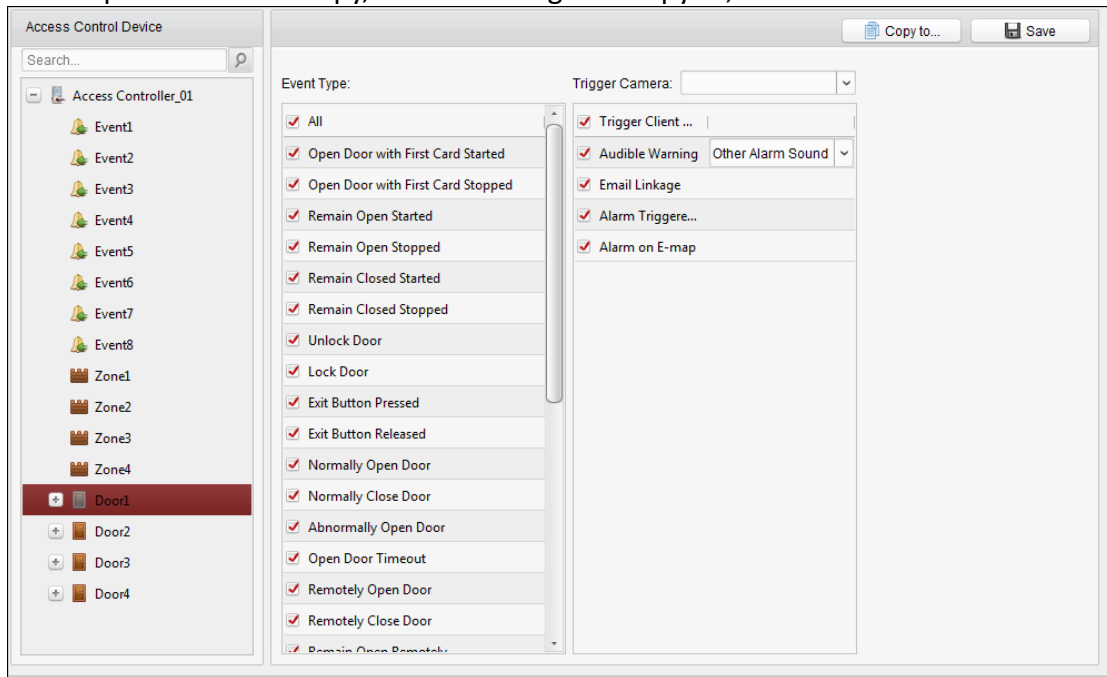 Access Control Device
Copy to...
Save
Search...
Access Controller_01
Event1
Event2
Event3
Event4
Event5
Event6
Event7
Event8
Zone1
Zone2
Zone3
Zone4
Door1
Door2
Door3
Door4
Event Type:
All
Open Door with First Card Started
Open Door with First Card Stopped
Remain Open Started
Remain Open Stopped
Remain Closed Started
Remain Closed Stopped
Unlock Door
Lock Door
Exit Button Pressed
Exit Button Released
Normally Open Door
Normally Close Door
Abnormally Open Door
Open Door Timeout
Remotely Open Door
Remotely Close Door
Remain Open Remotely
Trigger Camera:
Trigger Client ...
Audible Warning Other Alarm Sound
Email Linkage
Alarm Triggere...
Alarm on E-map